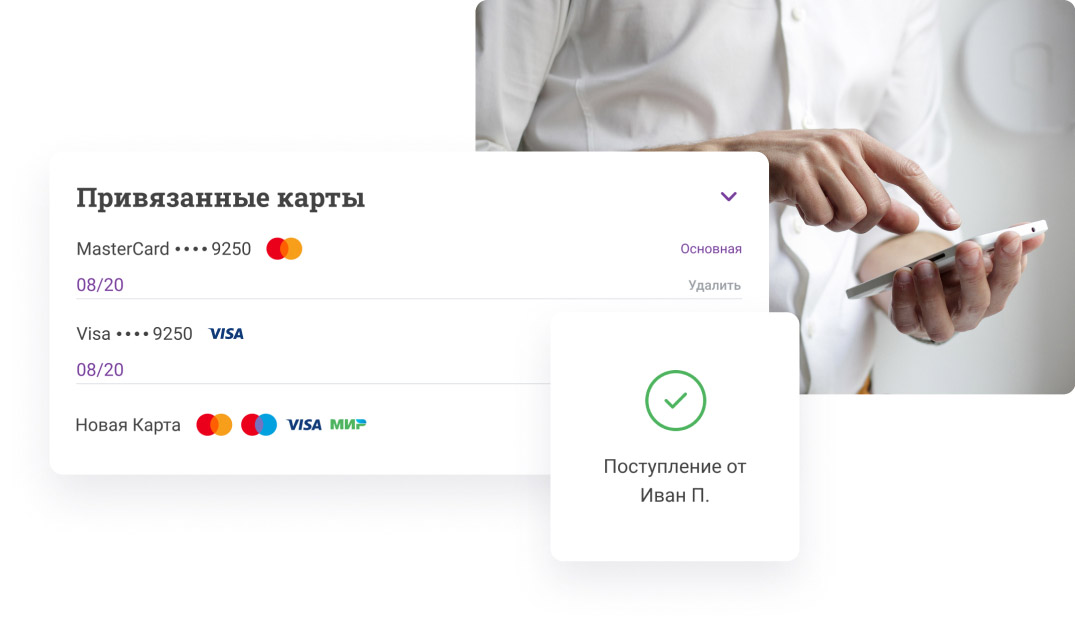 Привязанные карты
MasterCard •••• 9250
Основная
08/20
Удалить
Visa •••• 9250 VISA
08/20
Новая Карта VISA МИР
Поступление от
Иван П.